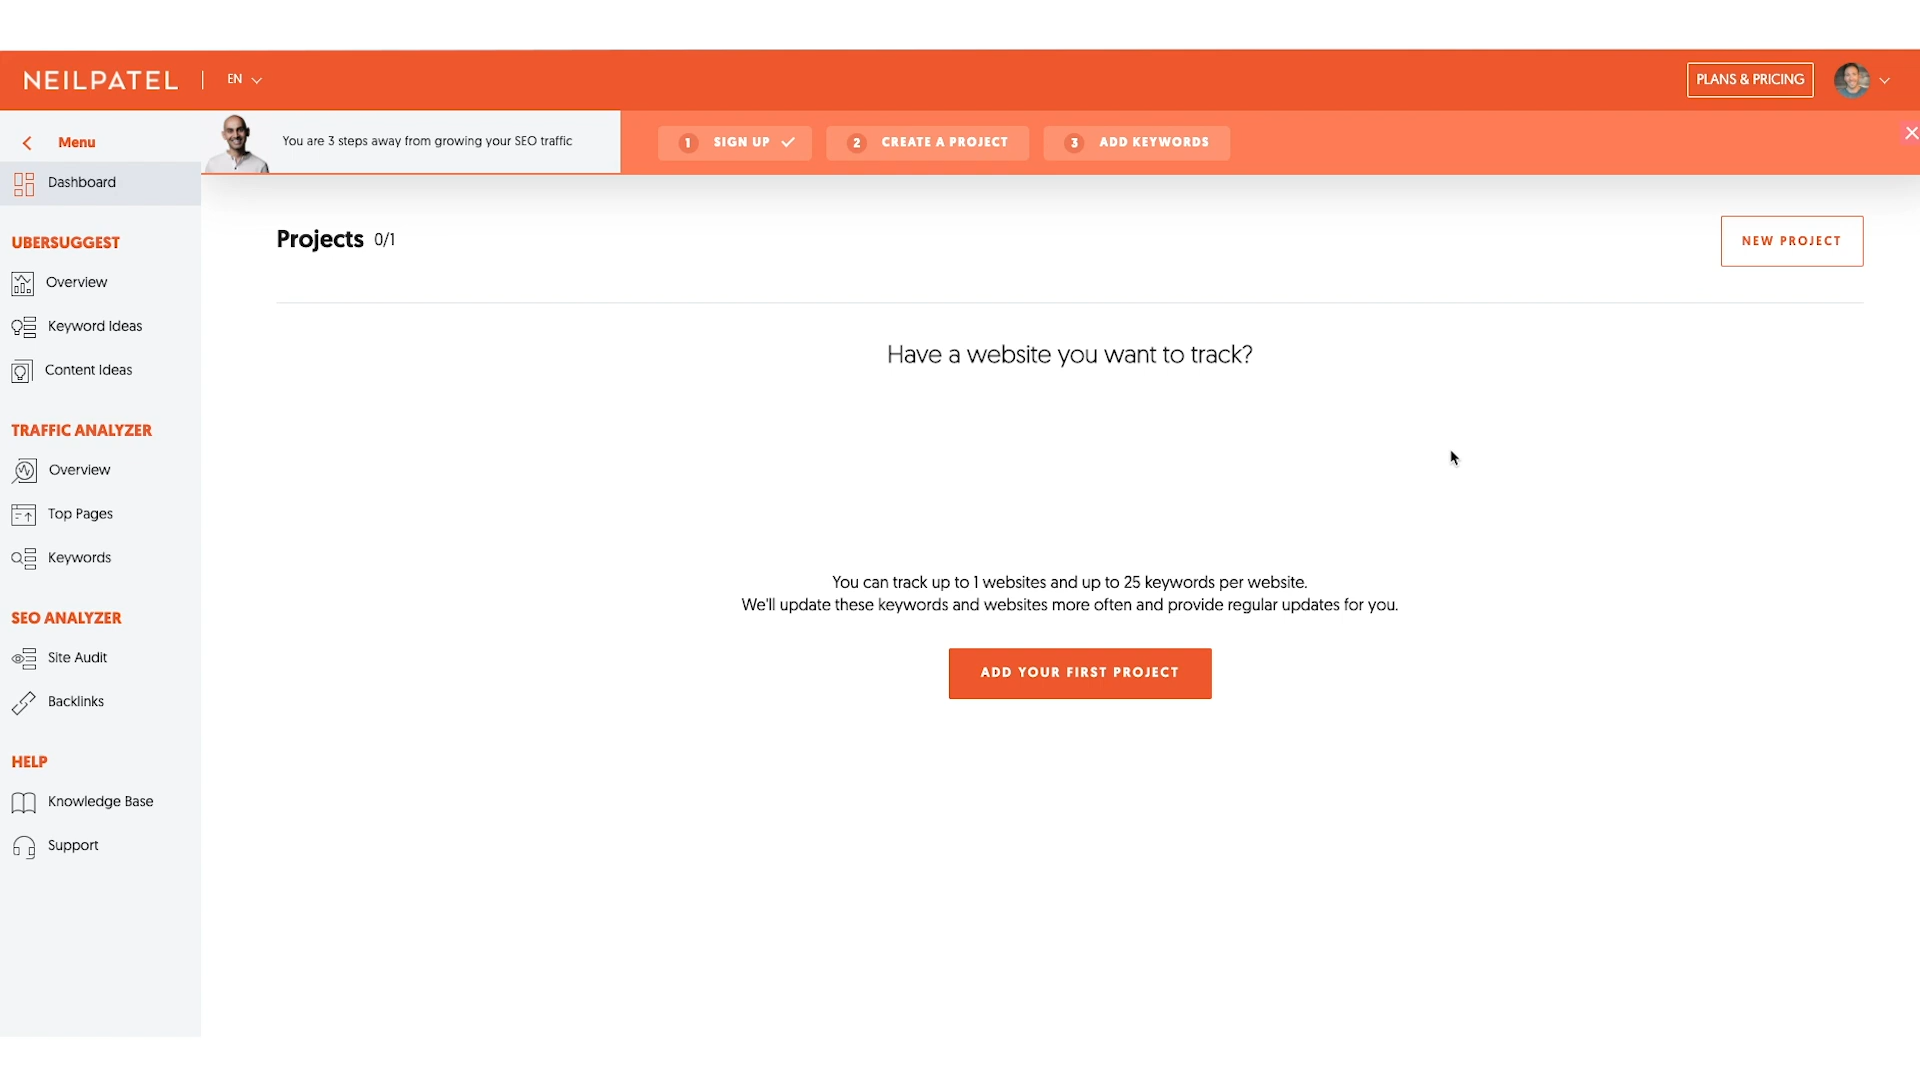 NEILPATEL
EN
PLANS & PRICING
Menu
You are 3 steps away from growing your SEO traffic
1 SIGN UP
2 CREATE A PROJECT
3 ADD KEYWORDS
Dashboard
UBERSUGGEST
Overview
Keyword Ideas
Content Ideas
TRAFFIC ANALYZER
Overview
Top Pages
Keywords
SEO ANALYZER
Site Audit
Backlinks
HELP
Knowledge Base
Support
Projects 0/1
NEW PROJECT
Have a website you want to track?
You can track up to 1 websites and up to 25 keywords per website.
We'll update these keywords and websites more often and provide regular updates for you.
ADD YOUR FIRST PROJECT